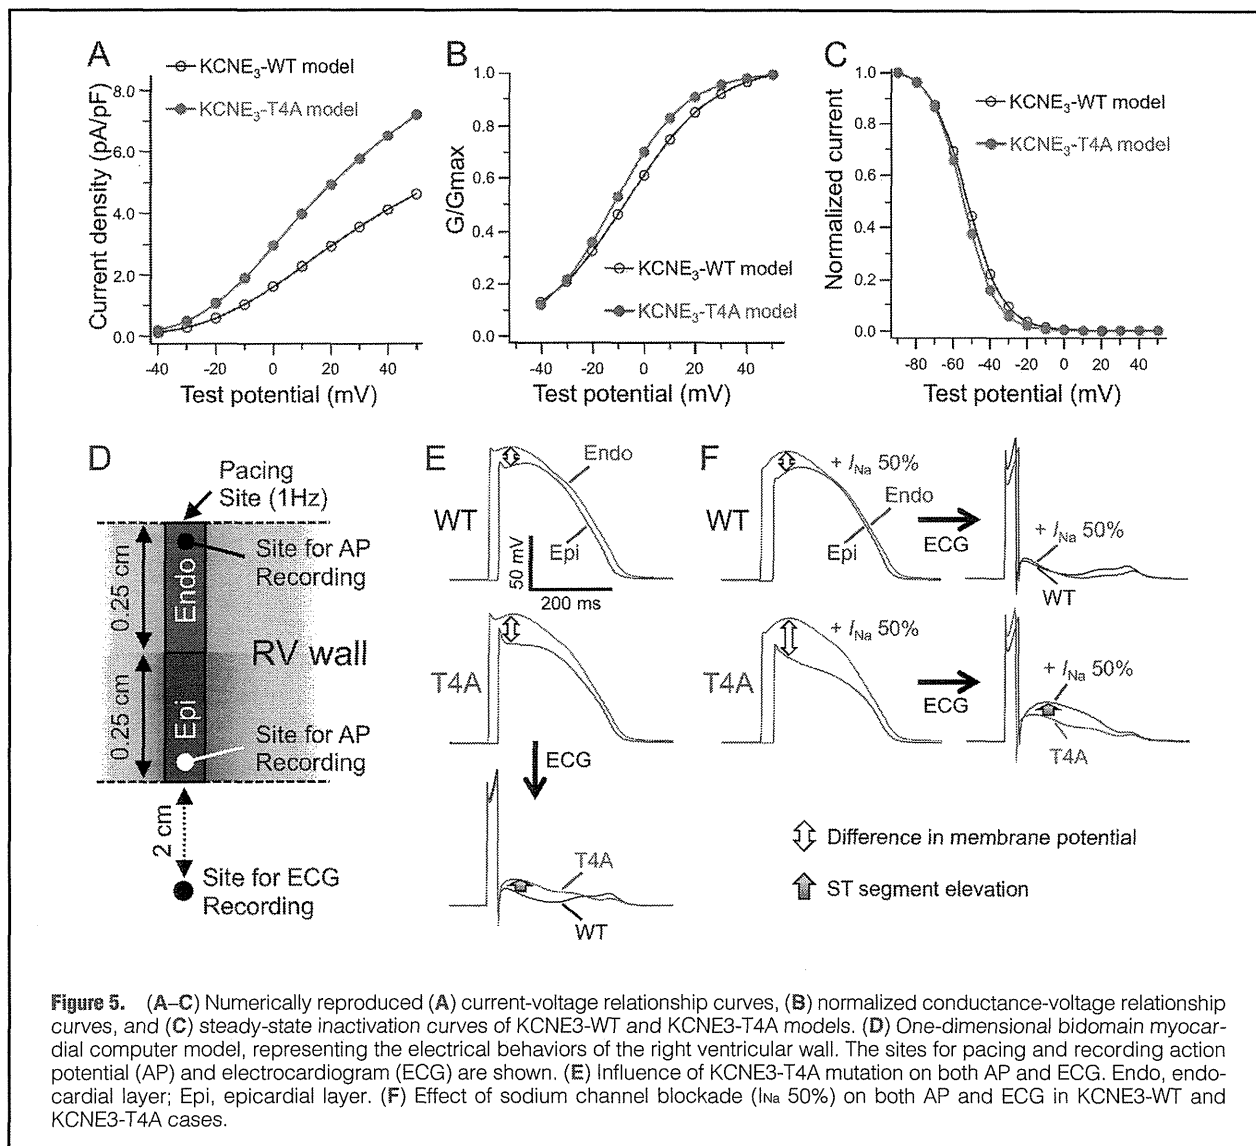 A
KCNE3-WT model
KCNE3-T4A model
Current density (pA/pF)
8.0
6.0
4.0
2.0
0.0
-40 -20 0 20 40
Test potential (mV)
B
G/Gmax
1.0
0.8
0.6
0.4
0.2
0.0
KCNE3-WT model
KCNE3-T4A model
-40 -20 0 20 40
Test potential (mV)
C
Normalized current
1.0
0.8
0.6
0.4
0.2
0.0
KCNE3-WT model
KCNE3-T4A model
-80 -60 -40 -20 0 20 40
Test potential (mV)
D
Pacing
Site (1Hz)
0.25 cm
Endo
Site for AP
Recording
RV wall
0.25 cm
Epi
Site for AP
Recording
2 cm
Site for ECG
Recording
E
WT
Endo
Epi
50 mV
200 ms
T4A
ECG
T4A
WT
F
WT
+ INa 50%
Endo
Epi
ECG
+ INa 50%
WT
T4A
+ INa 50%
ECG
+ INa 50%
T4A
Difference in membrane potential
ST segment elevation
Figure 5. (A–C) Numerically reproduced (A) current-voltage relationship curves, (B) normalized conductance-voltage relationship
curves, and (C) steady-state inactivation curves of KCNE3-WT and KCNE3-T4A models. (D) One-dimensional bidomain myocar-
dial computer model, representing the electrical behaviors of the right ventricular wall. The sites for pacing and recording action
potential (AP) and electrocardiogram (ECG) are shown. (E) Influence of KCNE3-T4A mutation on both AP and ECG. Endo, endo-
cardial layer; Epi, epicardial layer. (F) Effect of sodium channel blockade (INa 50%) on both AP and ECG in KCNE3-WT and
KCNE3-T4A cases.